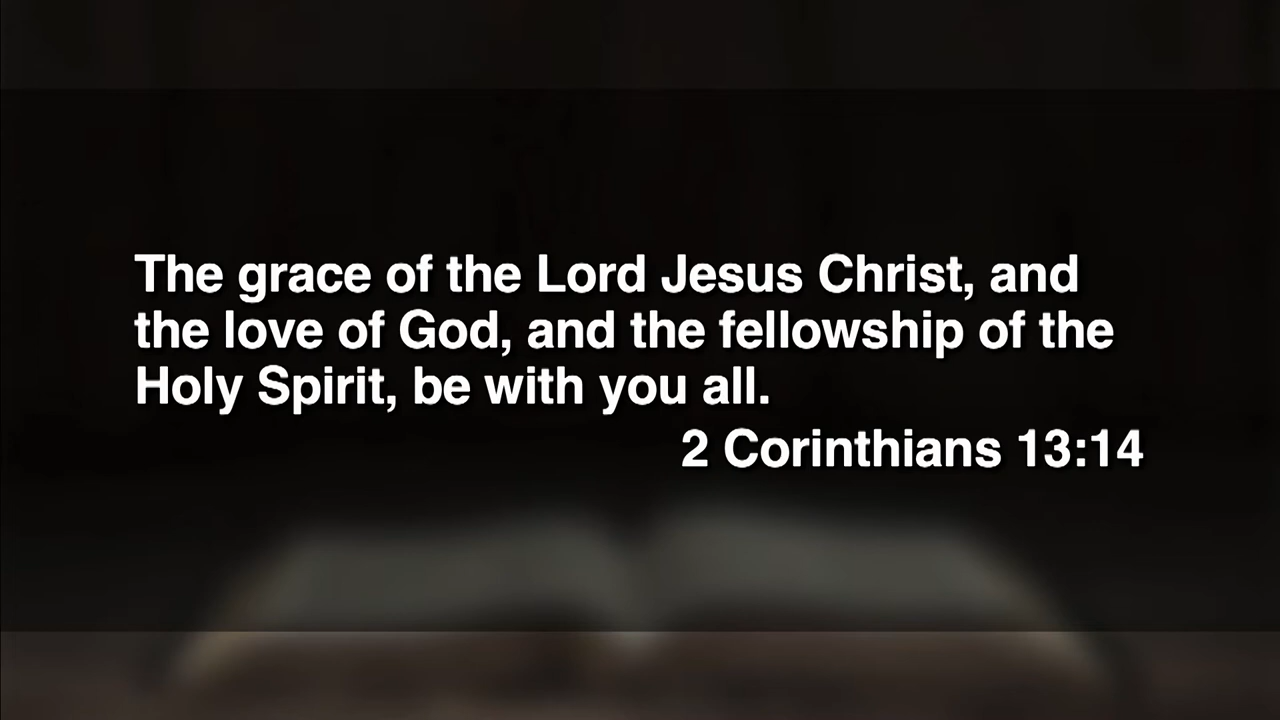 The grace of the Lord Jesus Christ, and
the love of God, and the fellowship of the
Holy Spirit, be with you all.
2 Corinthians 13:14